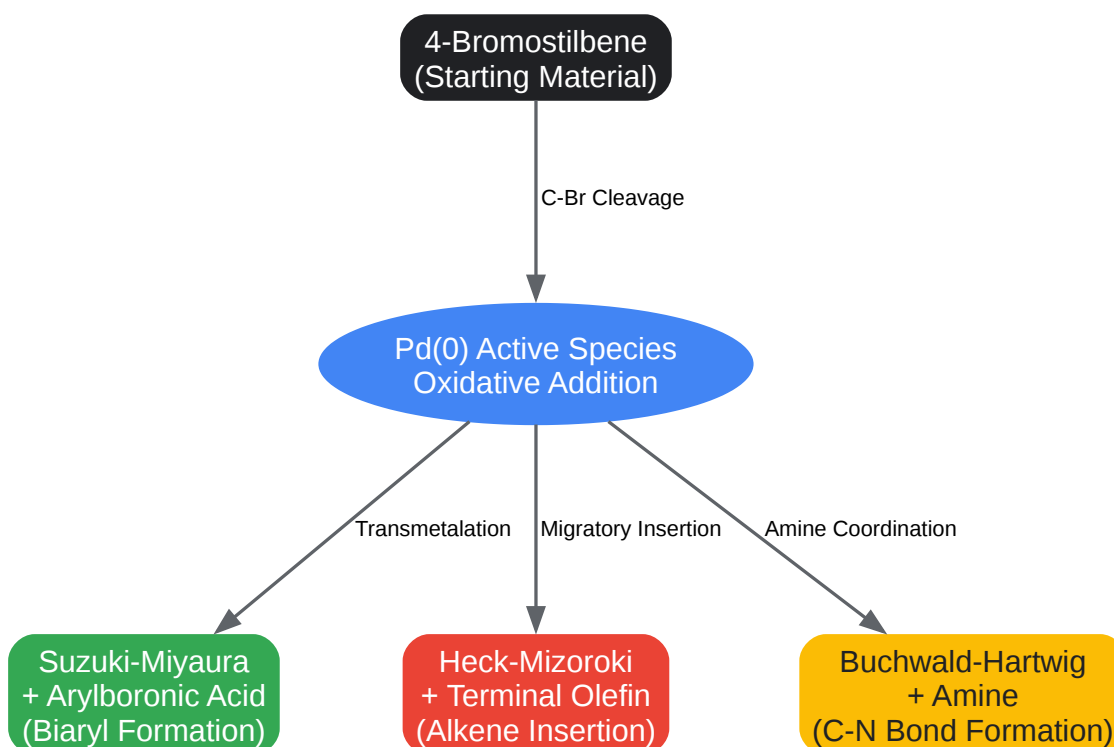 4-Bromostilbene
(Starting Material)
C-Br Cleavage
Pd(0) Active Species
Oxidative Addition
Transmetalation
Migratory Insertion
Amine Coordination
Suzuki-Miyaura
+ Arylboronic Acid
(Biaryl Formation)
Heck-Mizoroki
+ Terminal Olefin
(Alkene Insertion)
Buchwald-Hartwig
+ Amine
(C-N Bond Formation)